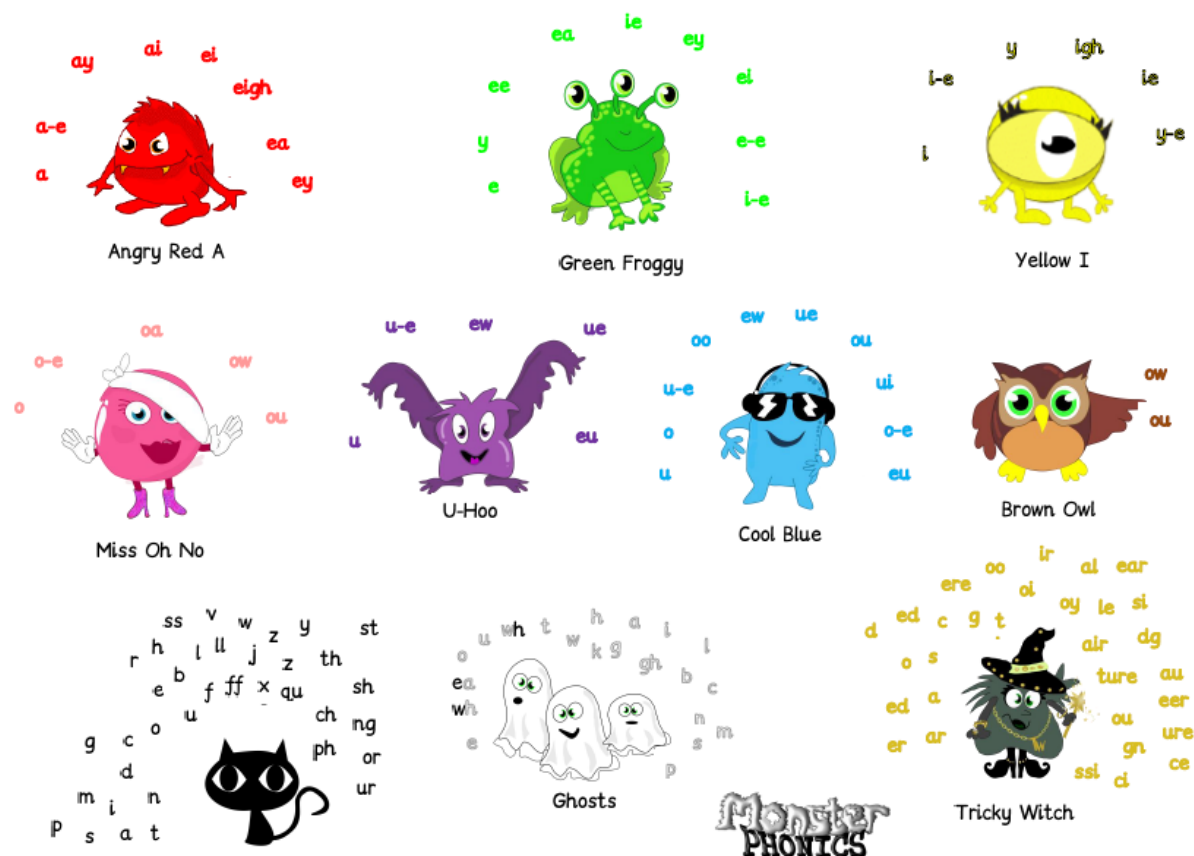 ay ai ei eigh
a-e ea
a ey
Angry Red A
ea ie ey
ee ei
y e-e
e i-e
Green Froggy
y igh
i-e ie
i y-e
Yellow I
oa
o-e ow
o ou
Miss Oh No
u-e ew ue
u eu
U-Hoo
ew ue
oo ou
u-e ui
o o-e
u eu
Cool Blue
ow
ou
Brown Owl
ss v w z y st
r h l ll j z th
e b f ff x qu sh
o u ch ng
g c ph or
d ur
m i n
p s a t
u wh t h a i l
o w k g gh
ea b c
wh n m
e s
p
Ghosts
ir
ere oo al ear
oi
ed oy le si
d c g t
air dg
o s
ture au
ed a eer
ou ure
er ar gn
ssi ci ce
W
Tricky Witch
Monster
PHONICS